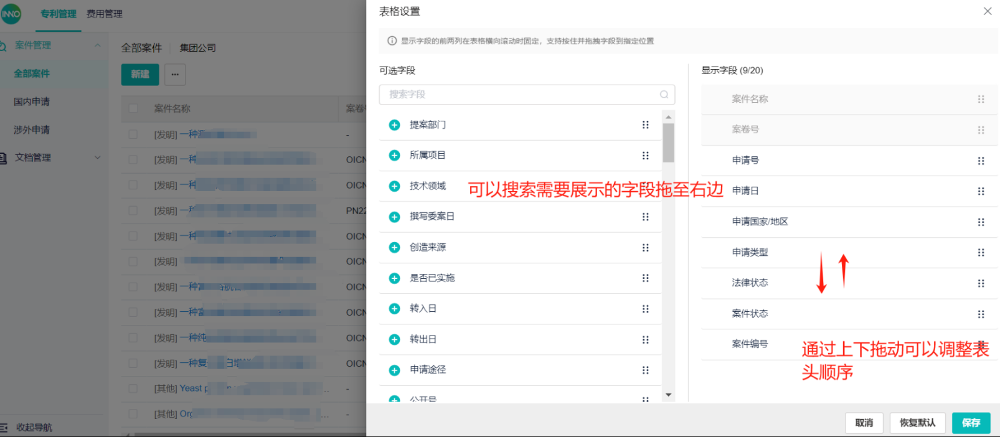 INNO
专利管理
费用管理
案件管理
全部案件
国内申请
涉外申请
文档管理
收起导航
全部案件
集团公司
新建
...
案件名称
案卷
[发明] 一种
-
[发明] 一种
OICN
[发明] 一种
OICN
[发明] 一种
PN22
[发明] 一种
OICN
[发明]
OICN
[发明] 一种
OICN
[发明] 一种
OICN
[发明] 一种纯
OICN
[发明] 一种复
OICN
[其他] Yeast
...
-
[其他] Org
...
-
表格设置
显示字段的前两列在表格横向滚动时固定，支持按住并拖拽字段到指定位置
可选字段
搜索字段
提案部门
所属项目
技术领域
撰写委案日
创造来源
是否已实施
转入日
转出日
申请途径
公开号
可以搜索需要展示的字段拖至右边
显示字段 (9/20)
案件名称
案卷号
申请号
申请日
申请国家/地区
申请类型
法律状态
案件状态
案件编号
通过上下拖动可以调整表
头顺序
取消
恢复默认
保存